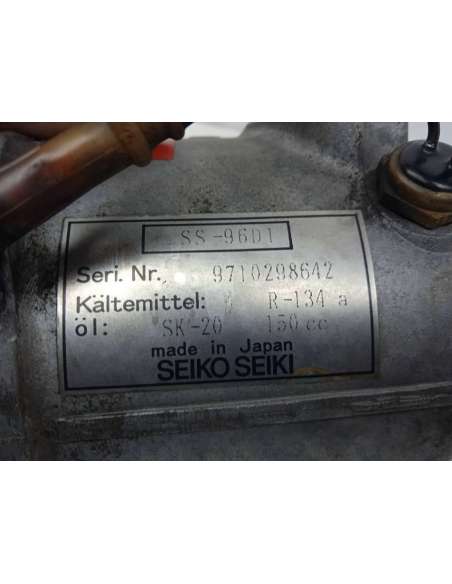 SS-96D1
Seri. Nr. 9710298642
Kältemittel: R-134 a
öl: SK-20 150 cc
made in Japan
SEIKO SEIKI